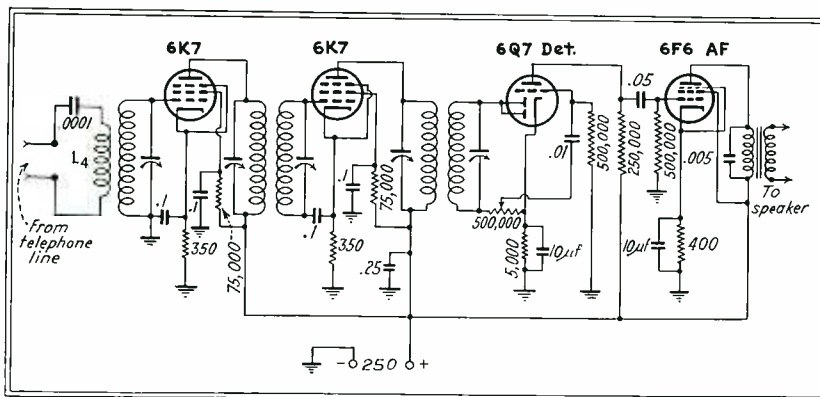 6K7
6K7
6Q7 Det.
6F6 AF
.0001
L4
From
telephone
line
.1
.1
350
75,000
.1
.1
350
75,000
.25
500,000
.01
5,000
10µf
500,000
250,000
.05
500,000
10µf
400
.005
To
speaker
- 250 +